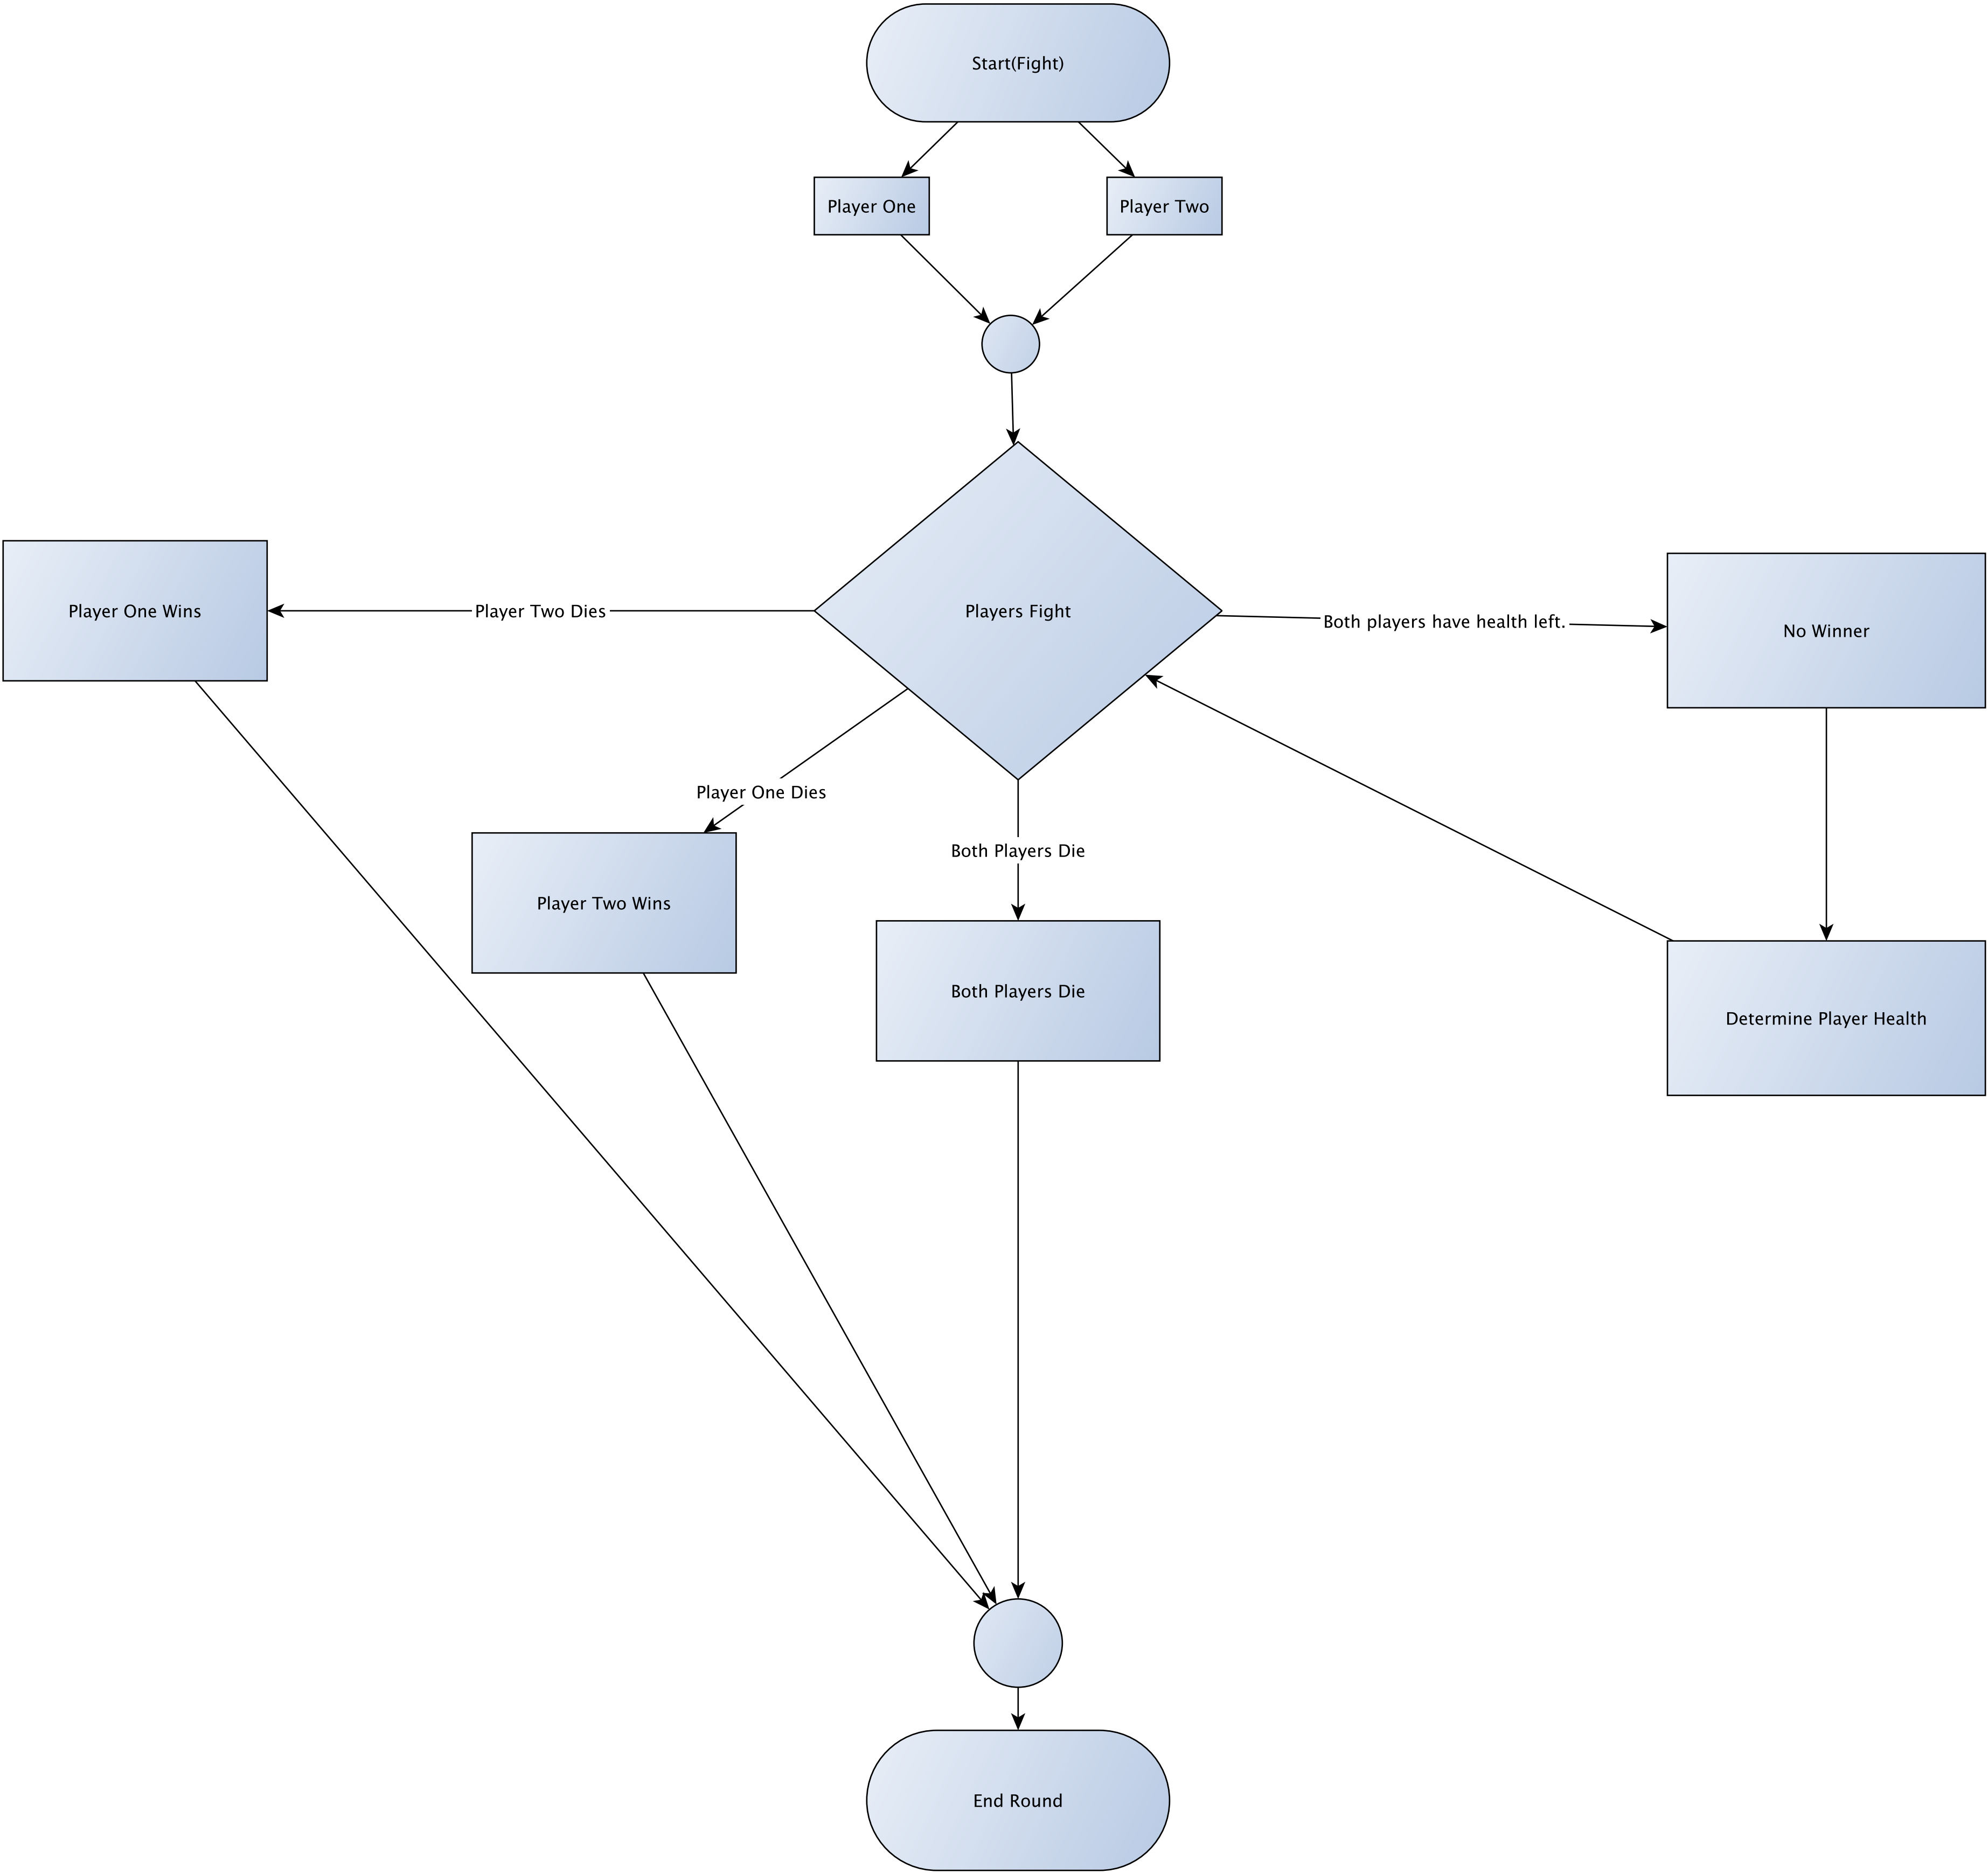 Start(Fight)
Player One
Player Two
Players Fight
Player One Wins
Player Two Dies
Both players have health left.
No Winner
Player One Dies
Both Players Die
Player Two Wins
Both Players Die
Determine Player Health
End Round